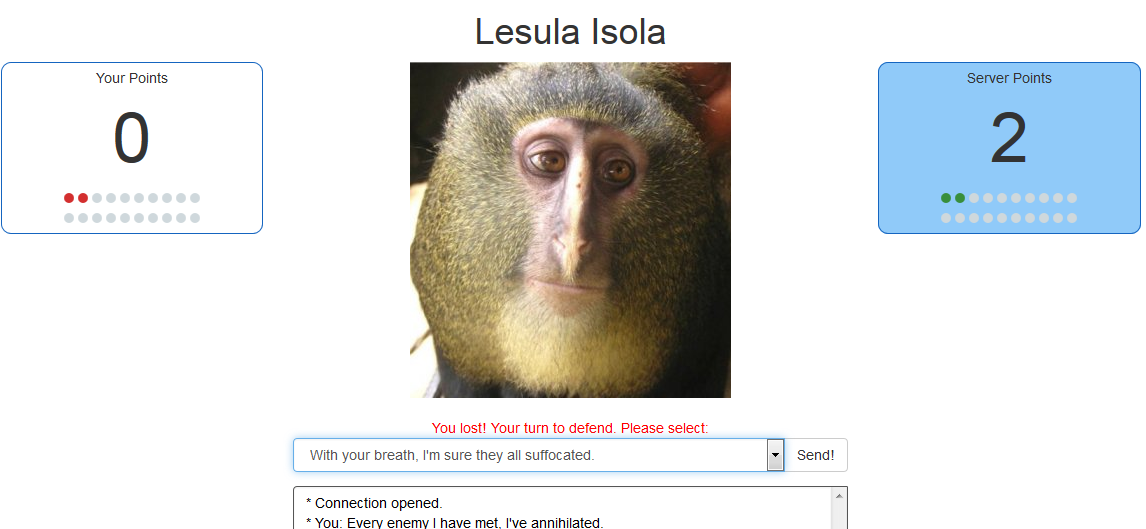 Lesula Isola
Your Points
0
Server Points
2
You lost! Your turn to defend. Please select:
With your breath, I'm sure they all suffocated.
Send!
* Connection opened.
* You: Every enemy I have met, I've annihilated.